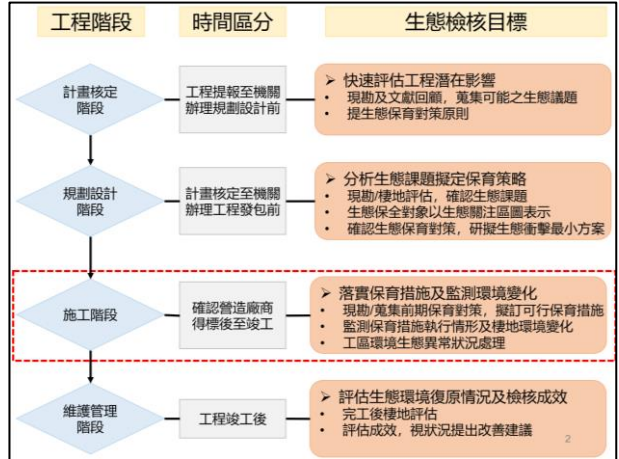 工程階段 時間區分 生態檢核目標
計畫核定
階段
工程提報至機關
辦理規劃設計前
➢ 快速評估工程潛在影響
• 現勘及文獻回顧，蒐集可能之生態議題
• 提生態保育對策原則
規劃設計
階段
計畫核定至機關
辦理工程發包前
➢ 分析生態課題擬定保育策略
• 現勘/棲地評估，確認生態課題
• 生態保全對象以生態關注區圖表示
• 確認生態保育對策，研擬生態衝擊最小方案
施工階段
確認營造廠商
得標後至竣工
➢ 落實保育措施及監測環境變化
• 現勘/蒐集前期保育對策，擬訂可行保育措施
• 監測保育措施執行情形及棲地環境變化
• 工區環境生態異常狀況處理
維護管理
階段
工程竣工後
➢ 評估生態環境復原情況及檢核成效
• 完工後棲地評估
• 評估成效，視狀況提出改善建議
2